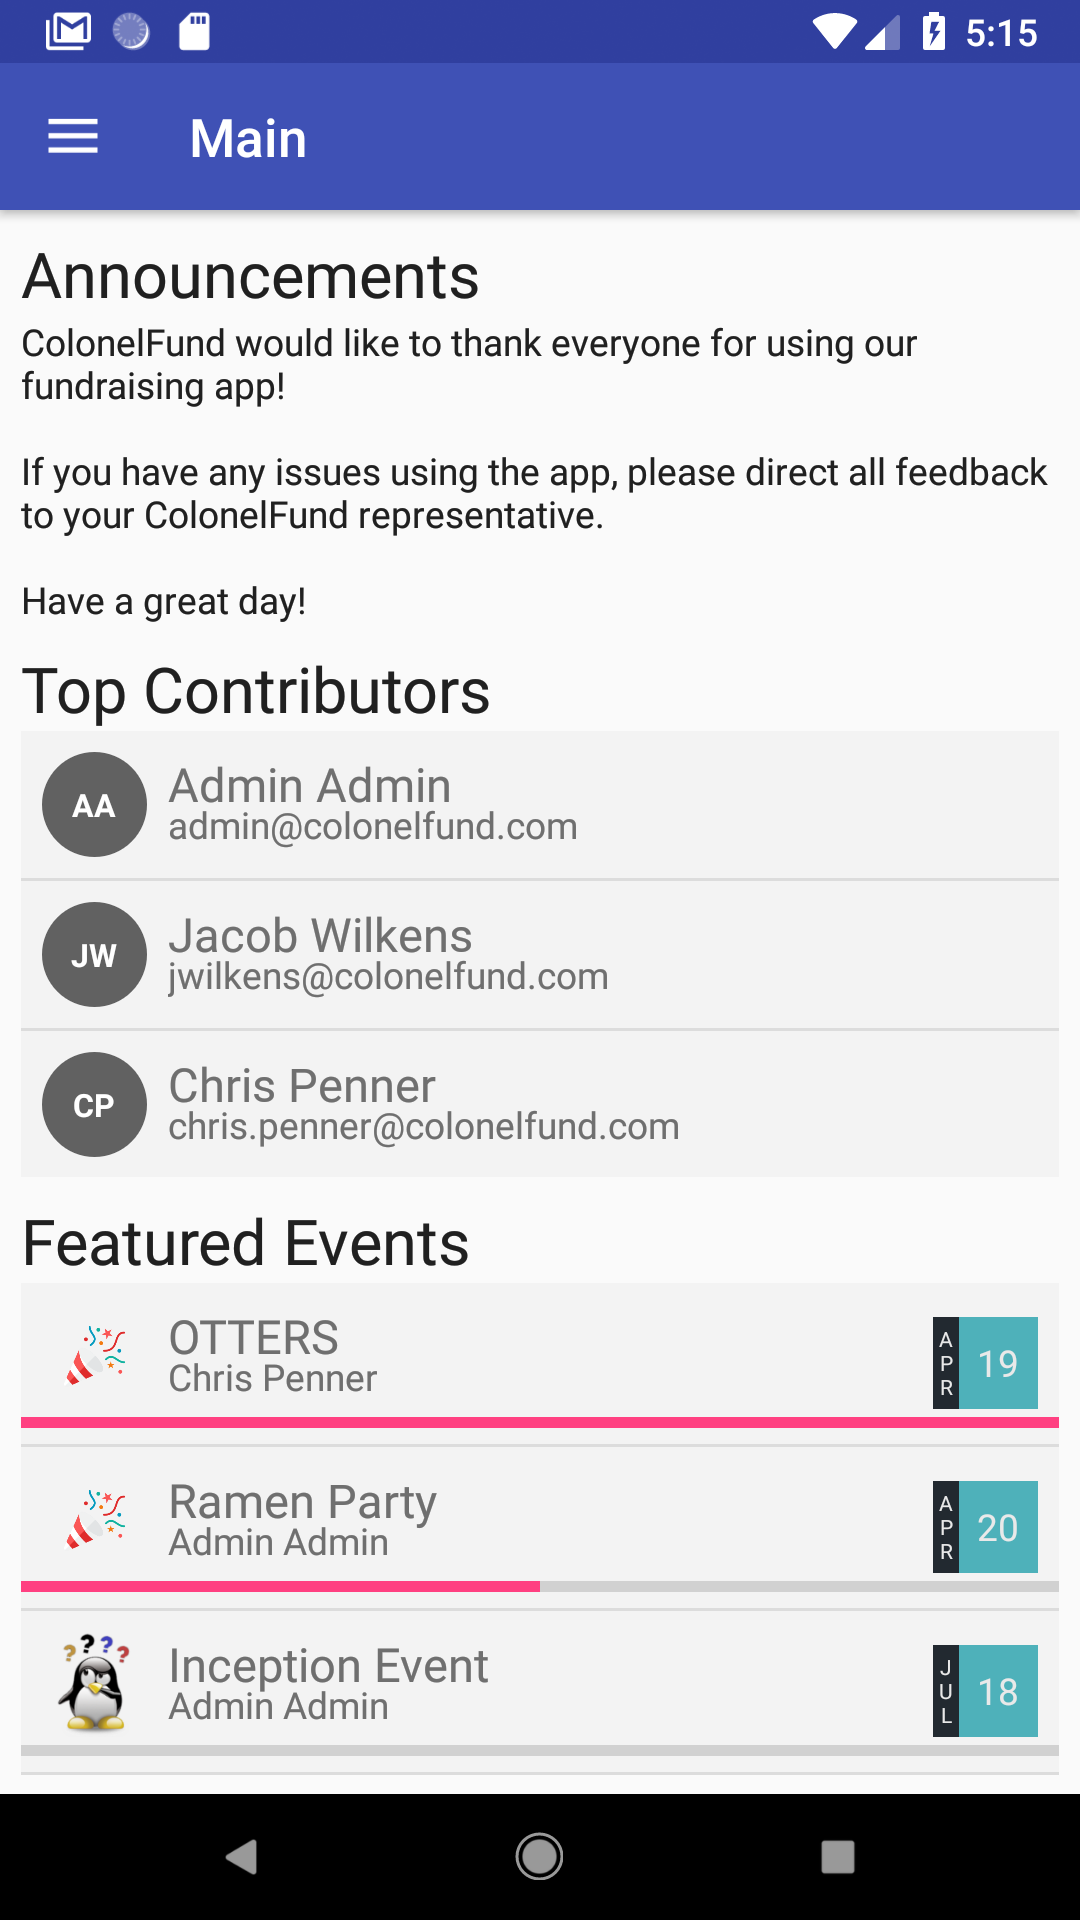 5:15
Main
Announcements
ColonelFund would like to thank everyone for using our
fundraising app!
If you have any issues using the app, please direct all feedback
to your ColonelFund representative.
Have a great day!
Top Contributors
AA
Admin Admin
admin@colonelfund.com
JW
Jacob Wilkens
jwilkens@colonelfund.com
CP
Chris Penner
chris.penner@colonelfund.com
Featured Events
OTTERS
Chris Penner
APR
19
Ramen Party
Admin Admin
APR
20
Inception Event
Admin Admin
JUL
18